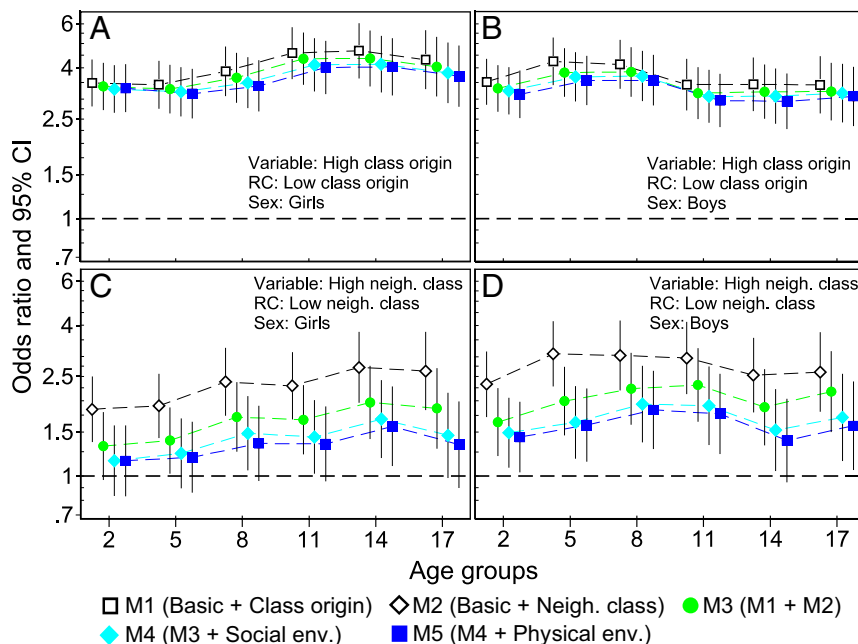 Odds ratio and 95% CI
A
6
4
2.5
1.5
1
.7
Variable: High class origin
RC: Low class origin
Sex: Girls
B
Variable: High class origin
RC: Low class origin
Sex: Boys
C
6
4
2.5
1.5
1
.7
Variable: High neigh. class
RC: Low neigh. class
Sex: Girls
D
Variable: High neigh. class
RC: Low neigh. class
Sex: Boys
2 5 8 11 14 17 2 5 8 11 14 17
Age groups
M1 (Basic + Class origin) M2 (Basic + Neigh. class) M3 (M1 + M2)
M4 (M3 + Social env.) M5 (M4 + Physical env.)